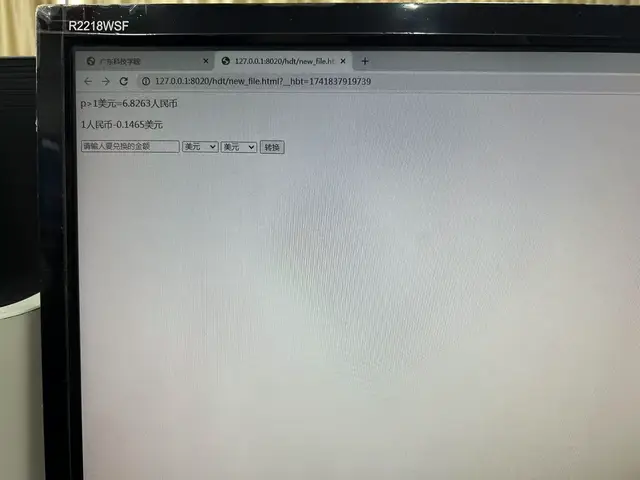 R2218WSF
广东科技学院
127.0.0.1:8020/hdt/new_file.ht
127.0.0.1:8020/hdt/new_file.html?__hbt=1741837919739
p>1美元=6.8263人民币
1人民币-0.1465美元
请输入要兑换的金额 美元 美元 转换